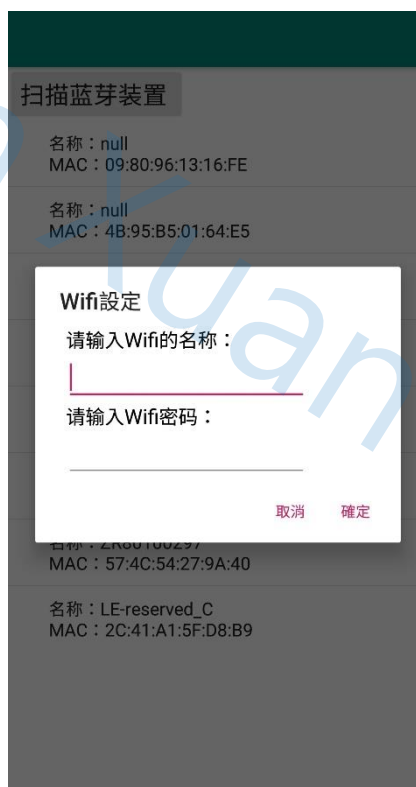 扫描蓝芽装置
名称：null
MAC：09:80:96:13:16:FE
名称：null
MAC：4B:95:B5:01:64:E5
Wifi設定
请输入Wifi的名称：
请输入Wifi密码：
取消 確定
MAC：57:4C:54:27:9A:40
名称：LE-reserved_C
MAC：2C:41:A1:5F:D8:B9
Xuan